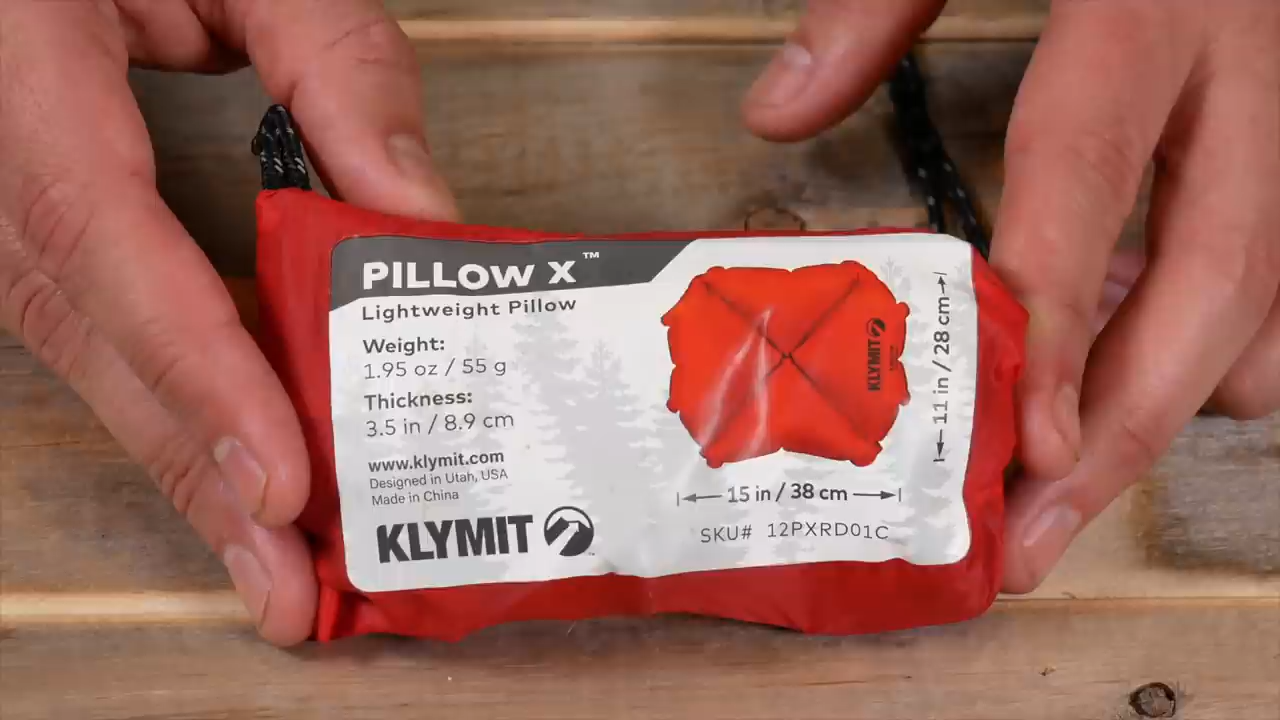 PILLOW X™
Lightweight Pillow
Weight:
1.95 oz / 55 g
Thickness:
3.5 in / 8.9 cm
www.klymit.com
Designed in Utah, USA
Made in China
KLYMIT
KLYMIT
11 in / 28 cm
15 in / 38 cm
SKU# 12PXRD01C